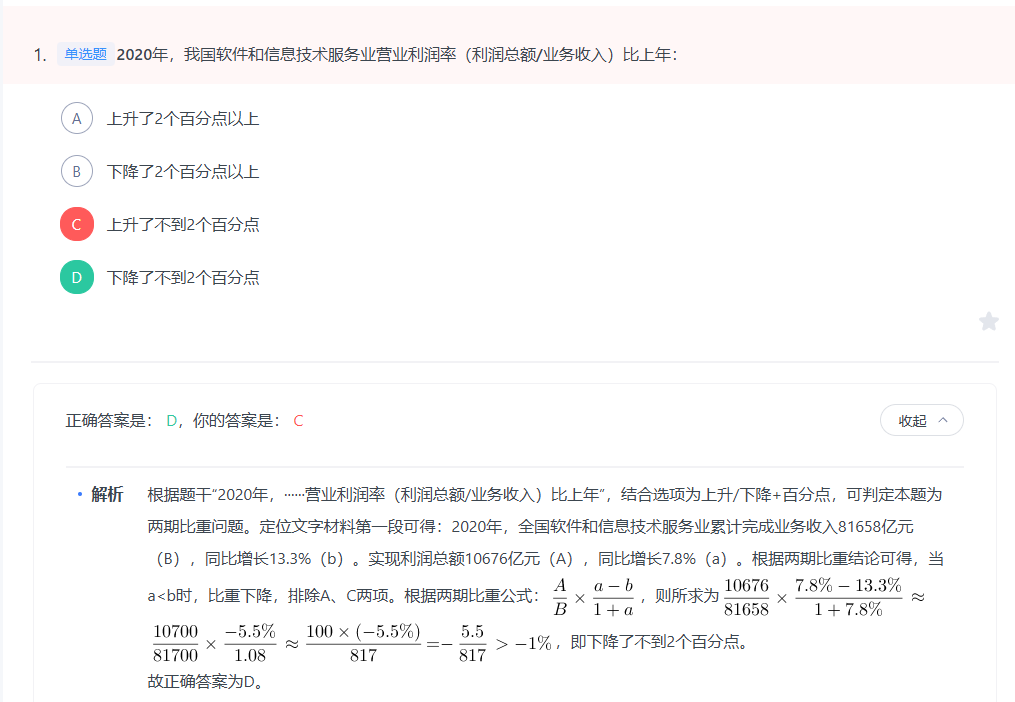 1. 单选题 2020年，我国软件和信息技术服务业营业利润率（利润总额/业务收入）比上年：
A 上升了2个百分点以上
B 下降了2个百分点以上
C 上升了不到2个百分点
D 下降了不到2个百分点
正确答案是： D，你的答案是： C
收起
• 解析 根据题干“2020年，······营业利润率（利润总额/业务收入）比上年”，结合选项为上升/下降+百分点，可判定本题为
两期比重问题。定位文字材料第一段可得：2020年，全国软件和信息技术服务业累计完成业务收入81658亿元
（B），同比增长13.3%（b）。实现利润总额10676亿元（A），同比增长7.8%（a）。根据两期比重结论可得，当
a<b时，比重下降，排除A、C两项。根据两期比重公式： A/B × (a − b)/(1 + a) ，则所求为 10676/81658 × (7.8% − 13.3%)/(1 + 7.8%) ≈
10700/81700 × −5.5%/1.08 ≈ (100 × (−5.5%))/817 =− 5.5/817 > −1% ，即下降了不到2个百分点。
故正确答案为D。